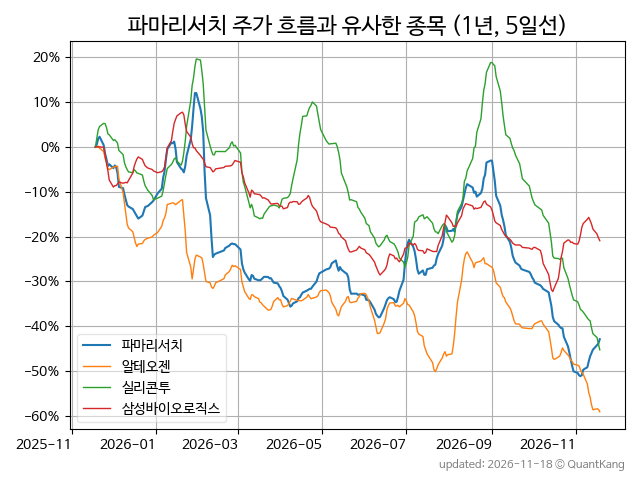 파마리서치 주가 흐름과 유사한 종목 (1년, 5일선)
20%
10%
0%
−10%
−20%
−30%
−40%
−50%
−60%
파마리서치
알테오젠
실리콘투
삼성바이오로직스
2025-11 2026-01 2026-03 2026-05 2026-07 2026-09 2026-11
updated: 2026-11-18 © QuantKang